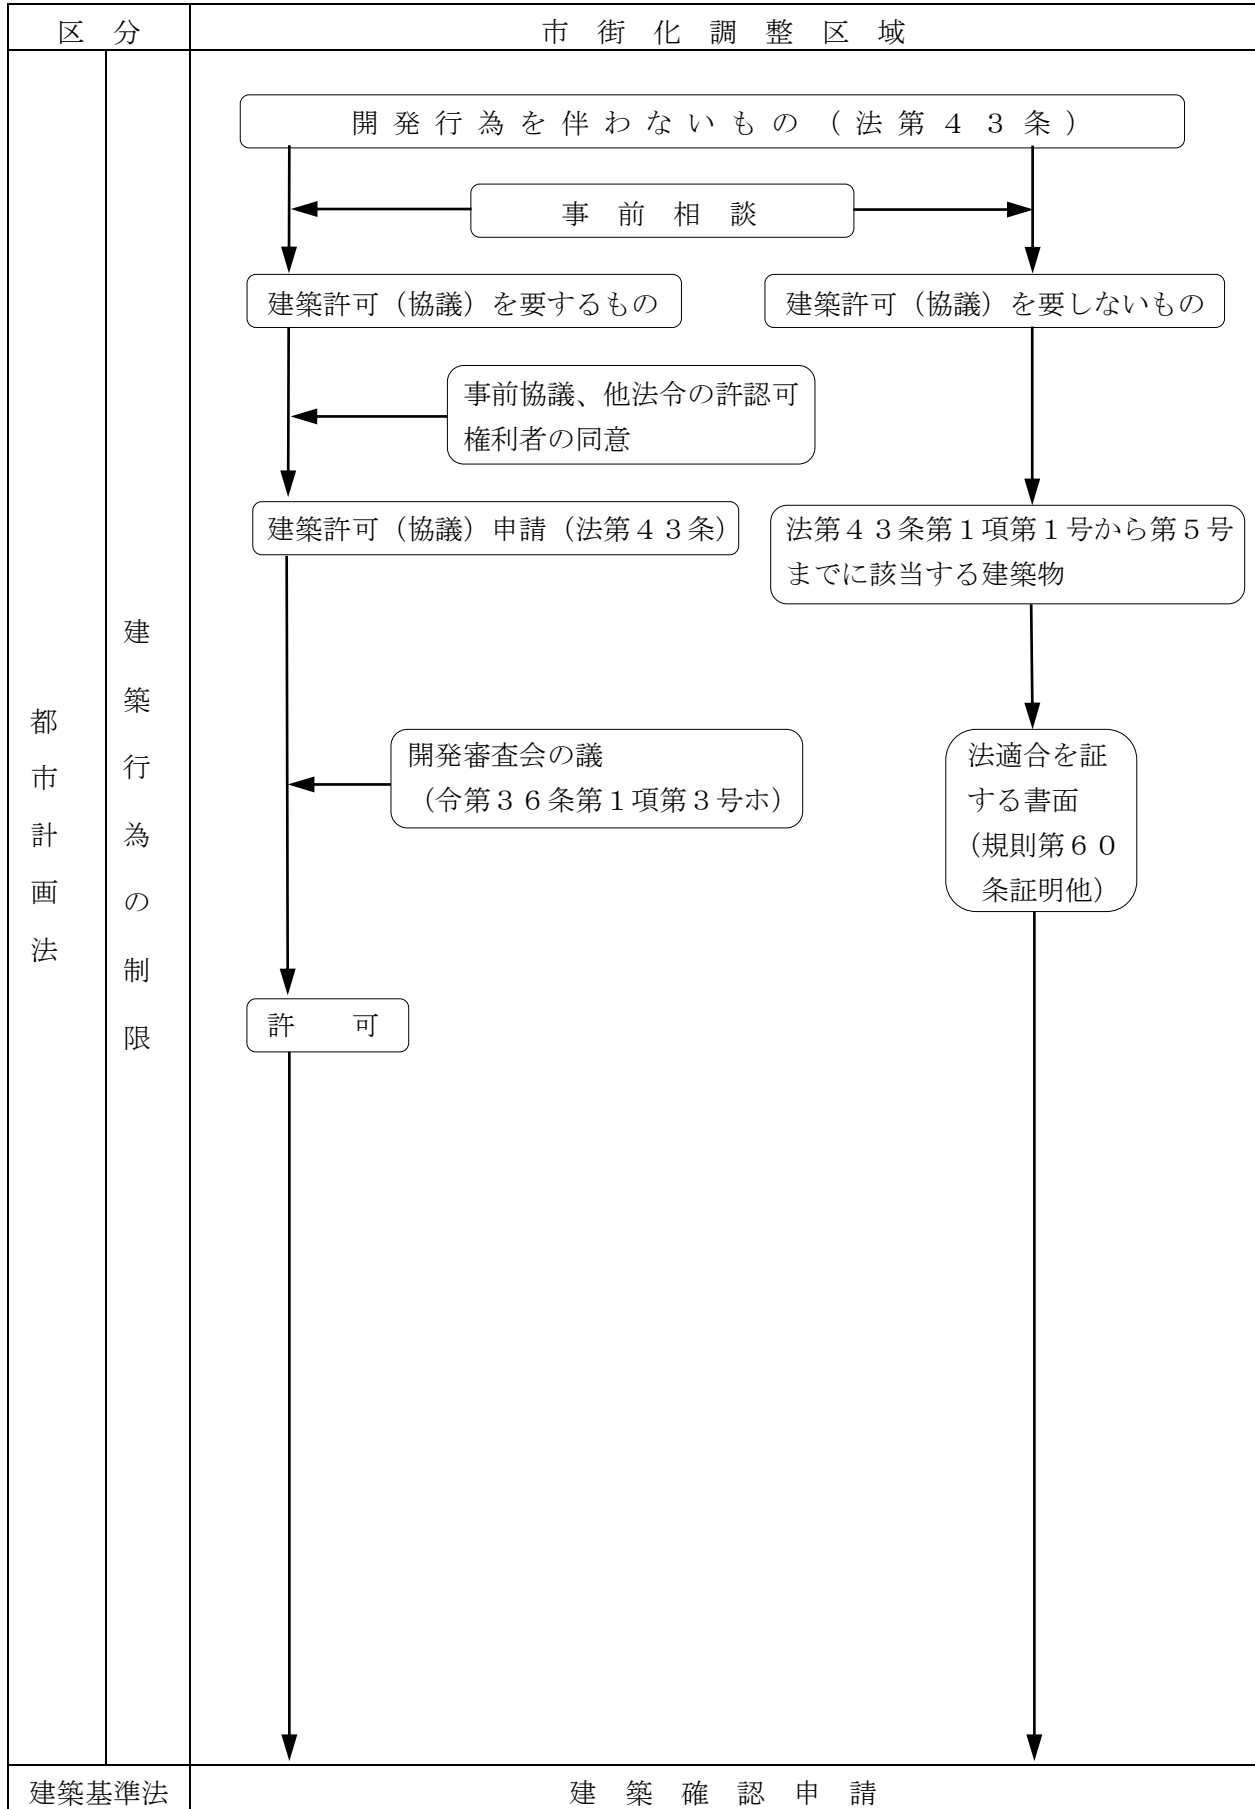 区　分
市　街　化　調　整　区　域
都市計画法
建築行為の制限
開発行為を伴わないもの（法第４３条）
事　前　相　談
建築許可（協議）を要するもの
建築許可（協議）を要しないもの
事前協議、他法令の許認可
権利者の同意
建築許可（協議）申請（法第４３条）
法第４３条第１項第１号から第５号
までに該当する建築物
開発審査会の議
（令第３６条第１項第３号ホ）
法適合を証
する書面
（規則第６０
条証明他）
許　　可
建築基準法
建　築　確　認　申　請